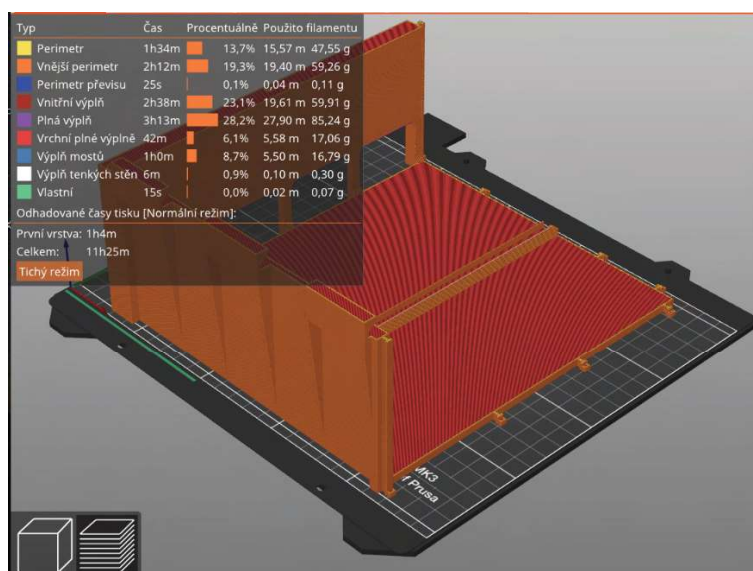 Typ Čas Procentuálně Použito filamentu
Perimetr 1h34m 13,7% 15,57 m 47,55 g
Vnější perimetr 2h12m 19,3% 19,40 m 59,26 g
Perimetr převisu 25s 0,1% 0,04 m 0,11 g
Vnitřní výplň 2h38m 23,1% 19,61 m 59,91 g
Plná výplň 3h13m 28,2% 27,90 m 85,24 g
Vrchní plné výplně 42m 6,1% 5,58 m 17,06 g
Výplň mostů 1h0m 8,7% 5,50 m 16,79 g
Výplň tenkých stěn 6m 0,9% 0,10 m 0,30 g
Vlastní 15s 0,0% 0,02 m 0,07 g
Odhadované časy tisku [Normální režim]:
První vrstva: 1h4m
Celkem: 11h25m
Tichý režim
MK3
Prusa